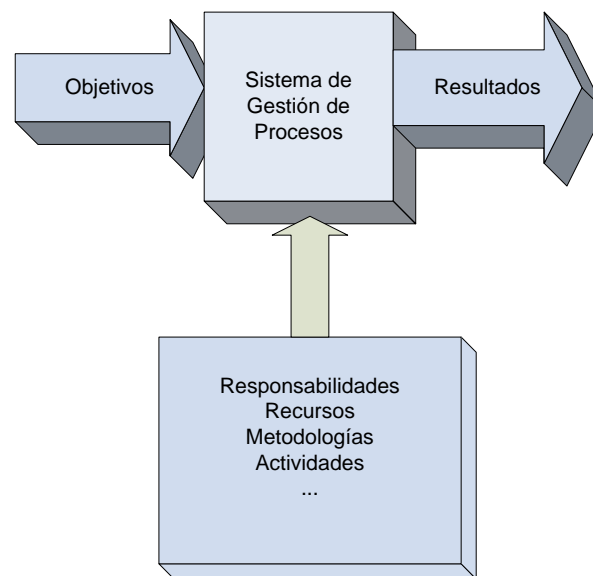 Objetivos
Sistema de
Gestión de
Procesos
Resultados
Responsabilidades
Recursos
Metodologías
Actividades
...